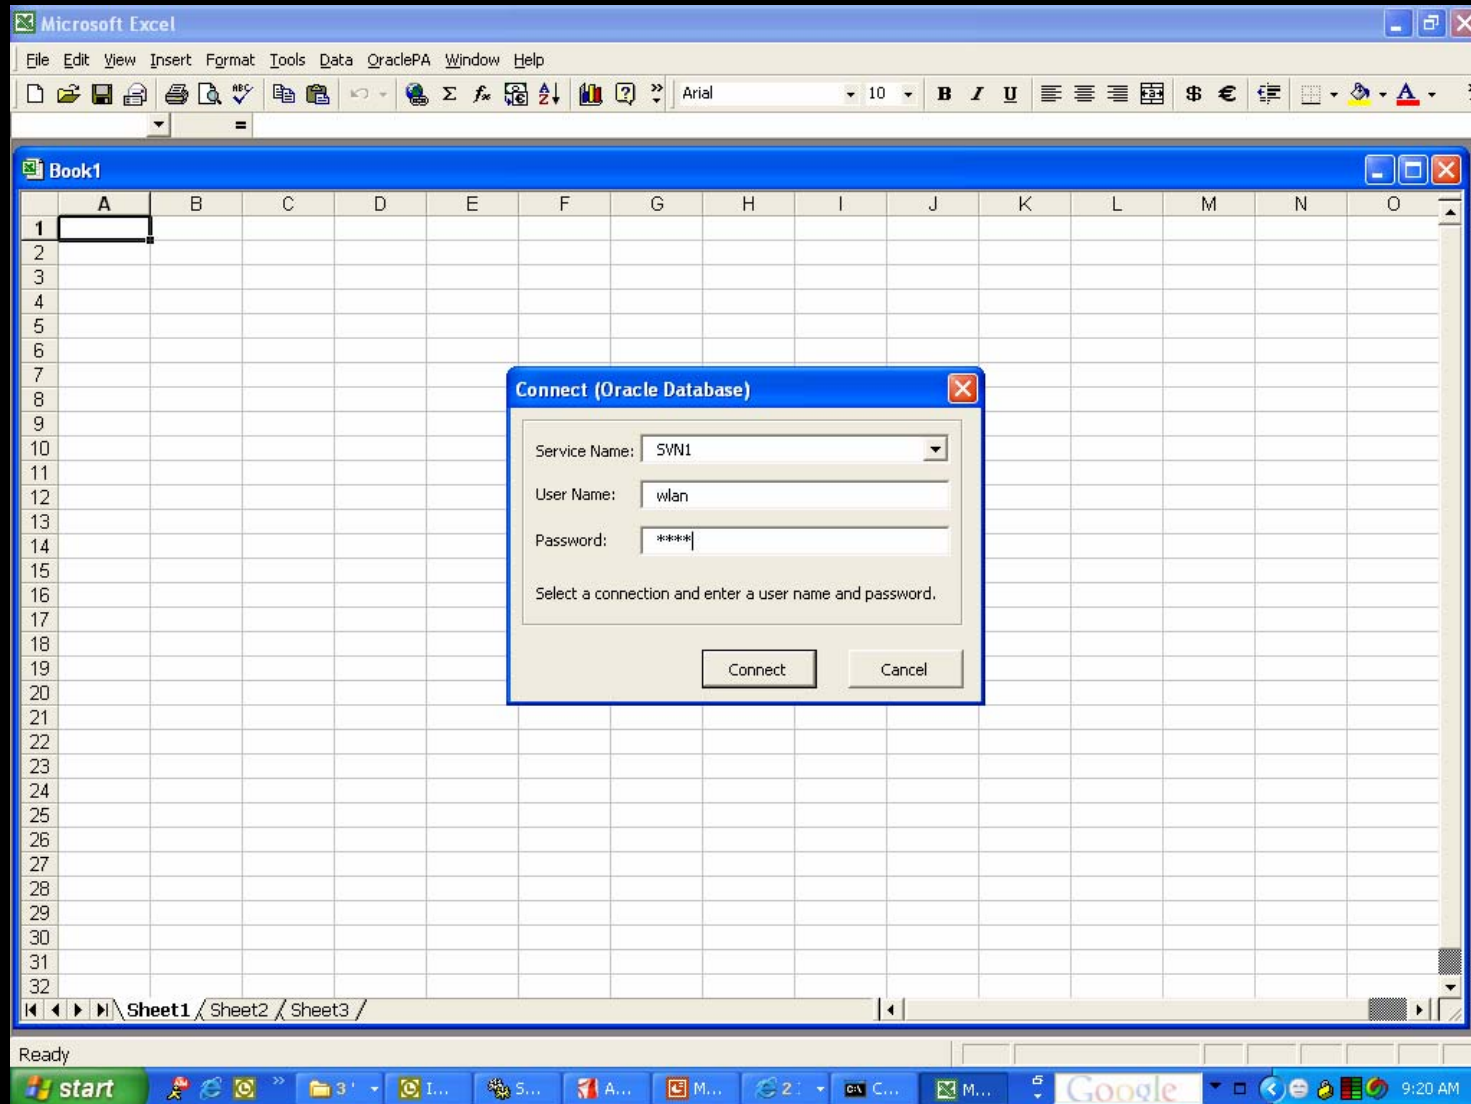 Microsoft Excel
File Edit View Insert Format Tools Data OraclePA Window Help
Arial 10 B I U $ €
=
Book1
A B C D E F G H I J K L M N O
1
2
3
4
5
6
7
8
9
10
11
12
13
14
15
16
17
18
19
20
21
22
23
24
25
26
27
28
29
30
31
32
Connect (Oracle Database)
Service Name: SVN1
User Name: wlan
Password: ****
Select a connection and enter a user name and password.
Connect Cancel
Sheet1 Sheet2 Sheet3
Ready
start 3' I... S... A... M... 2 C... M... 5 Google 9:20 AM